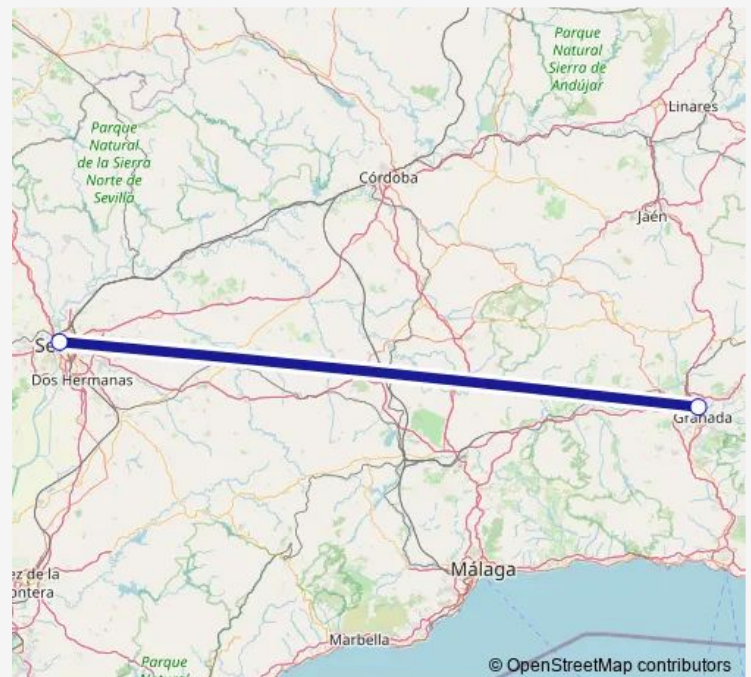 Parque
Natural
Sierra de
Andújar
Linares
Parque
Natural
de la Sierra
Norte de
Sevilla
Córdoba
Jaén
Se
Dos Hermanas
Granada
ez de la
ontera
Málaga
Marbella
Parque
Natural
© OpenStreetMap contributors